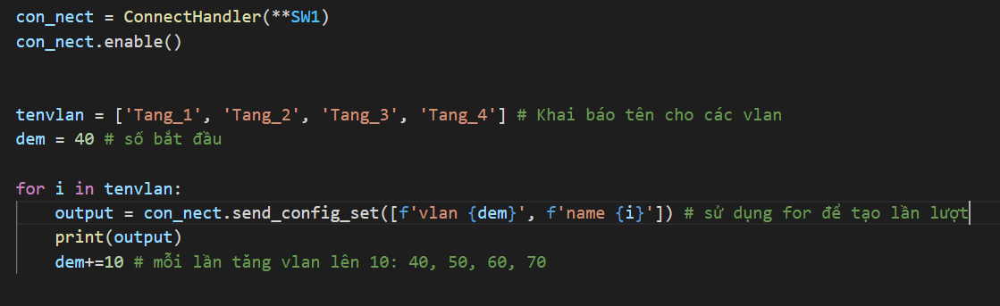 con_nect = ConnectHandler(**SW1)
con_nect.enable()
tenvlan = ['Tang_1', 'Tang_2', 'Tang_3', 'Tang_4'] # Khai báo tên cho các vlan
dem = 40 # số bắt đầu
for i in tenvlan:
    output = con_nect.send_config_set([f'vlan {dem}', f'name {i}']) # sử dụng for để tạo lần lượt
    print(output)
    dem+=10 # mỗi lần tăng vlan lên 10: 40, 50, 60, 70